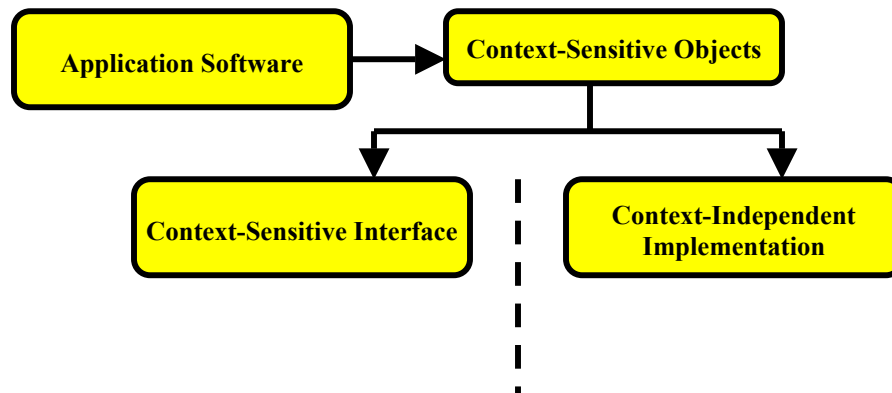 Application Software
Context-Sensitive Objects
Context-Sensitive Interface
Context-Independent
Implementation